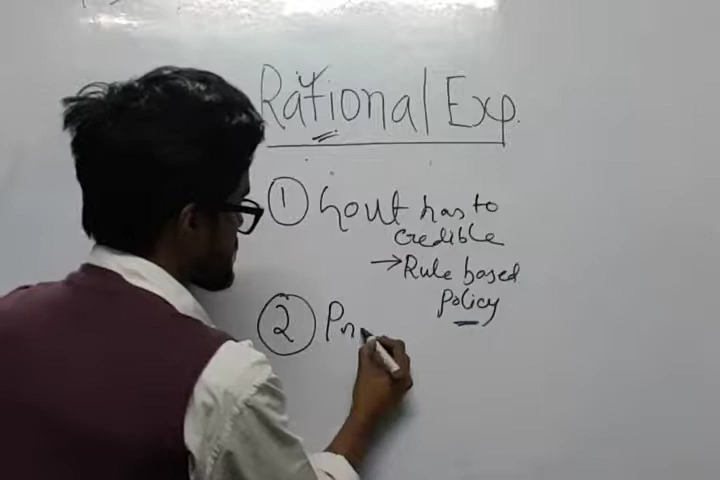 Rational Exp.
① Govt has to
credible
→ Rule based
Policy
② Pr